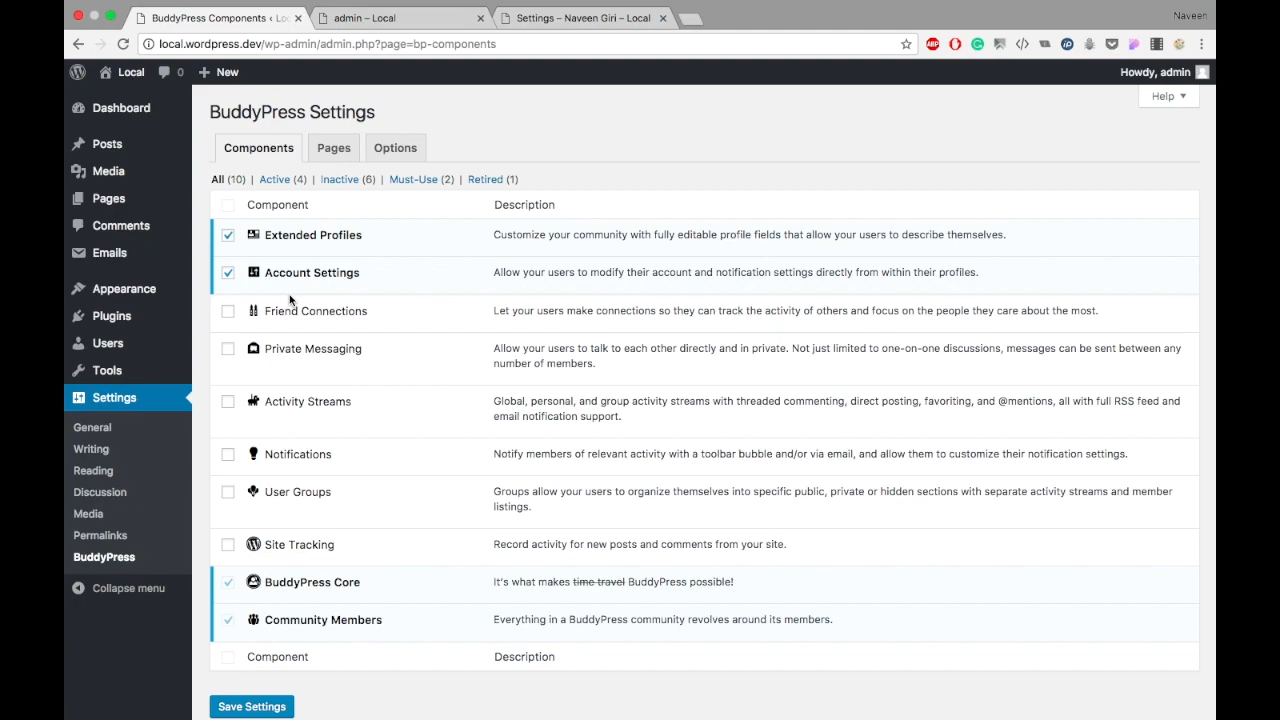 BuddyPress Components ‹ Loc
admin – Local
Settings – Naveen Giri – Local
Naveen
local.wordpress.dev/wp-admin/admin.php?page=bp-components
Local
0
New
Howdy, admin
Help
Dashboard
Posts
Media
Pages
Comments
Emails
Appearance
Plugins
Users
Tools
Settings
General
Writing
Reading
Discussion
Media
Permalinks
BuddyPress
Collapse menu
BuddyPress Settings
Components Pages Options
All (10) | Active (4) | Inactive (6) | Must-Use (2) | Retired (1)
Component Description
Extended Profiles Customize your community with fully editable profile fields that allow your users to describe themselves.
Account Settings Allow your users to modify their account and notification settings directly from within their profiles.
Friend Connections Let your users make connections so they can track the activity of others and focus on the people they care about the most.
Private Messaging Allow your users to talk to each other directly and in private. Not just limited to one-on-one discussions, messages can be sent between any
number of members.
Activity Streams Global, personal, and group activity streams with threaded commenting, direct posting, favoriting, and @mentions, all with full RSS feed and
email notification support.
Notifications Notify members of relevant activity with a toolbar bubble and/or via email, and allow them to customize their notification settings.
User Groups Groups allow your users to organize themselves into specific public, private or hidden sections with separate activity streams and member
listings.
Site Tracking Record activity for new posts and comments from your site.
BuddyPress Core It's what makes time travel BuddyPress possible!
Community Members Everything in a BuddyPress community revolves around its members.
Component Description
Save Settings